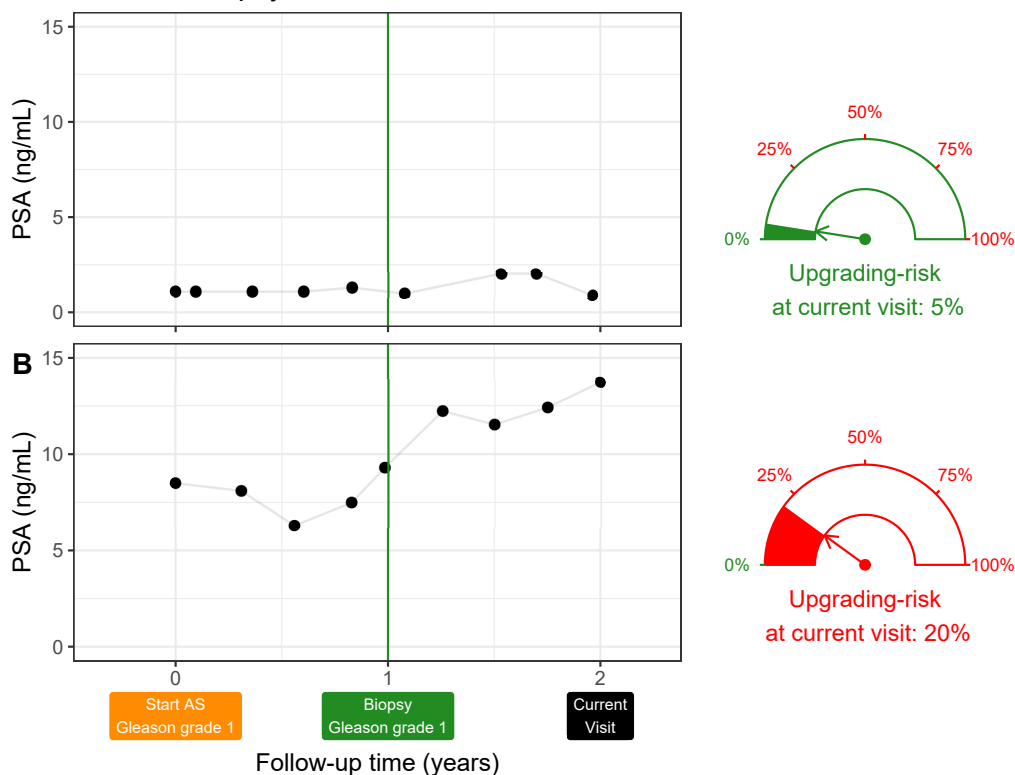 15
10
5
0
PSA (ng/mL)
50%
25%
75%
0%
100%
Upgrading-risk
at current visit: 5%
B
15
10
5
0
PSA (ng/mL)
50%
25%
75%
0%
100%
Upgrading-risk
at current visit: 20%
0
1
2
Start AS
Gleason grade 1
Biopsy
Gleason grade 1
Current
Visit
Follow-up time (years)